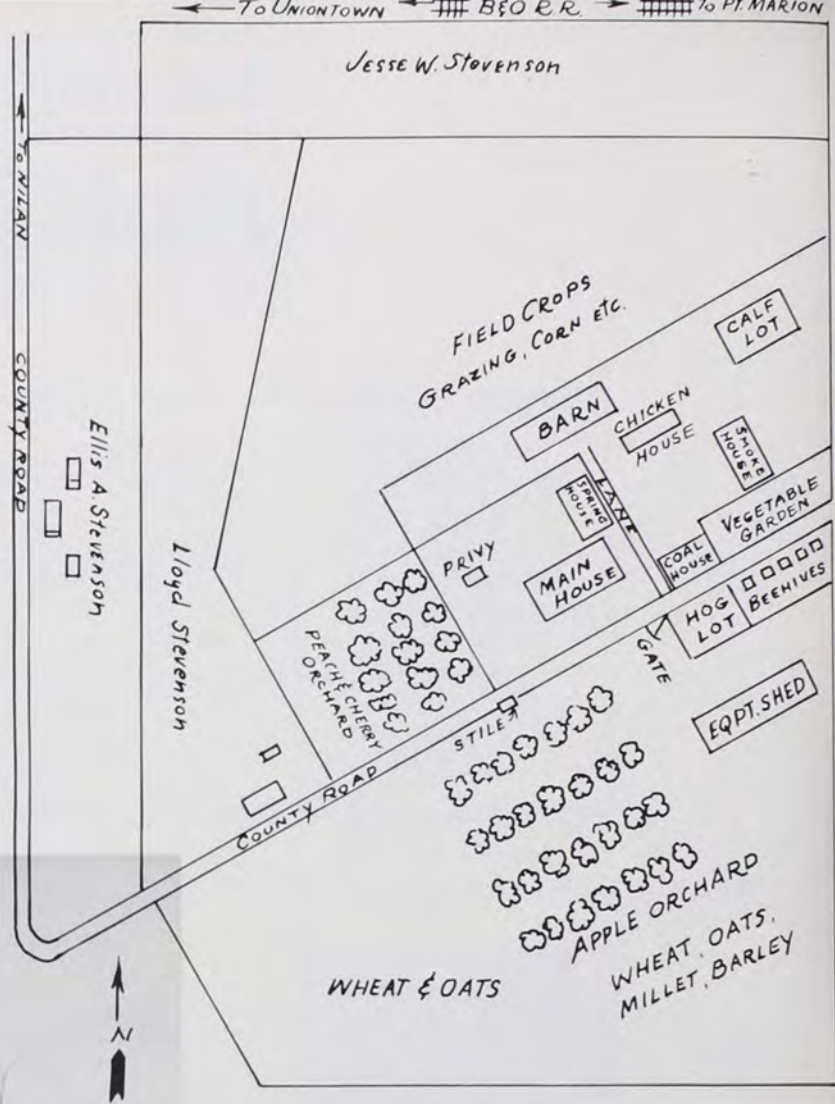 To UNIONTOWN B&O R.R. To PT. MARION
Jesse W. Stevenson
To NILAN
COUNTY ROAD
Ellis A. Stevenson
Lloyd Stevenson
FIELD CROPS
GRAZING, CORN ETC.
CALF
LOT
BARN
CHICKEN
HOUSE
SMOKE
HOUSE
SPRING
HOUSE
LANE
VEGETABLE
GARDEN
COAL
HOUSE
PRIVY
MAIN
HOUSE
HOG
LOT
BEEHIVES
GATE
PEACH & CHERRY
ORCHARD
STILE
EQPT. SHED
COUNTY ROAD
APPLE ORCHARD
WHEAT, OATS,
MILLET, BARLEY
WHEAT & OATS
N